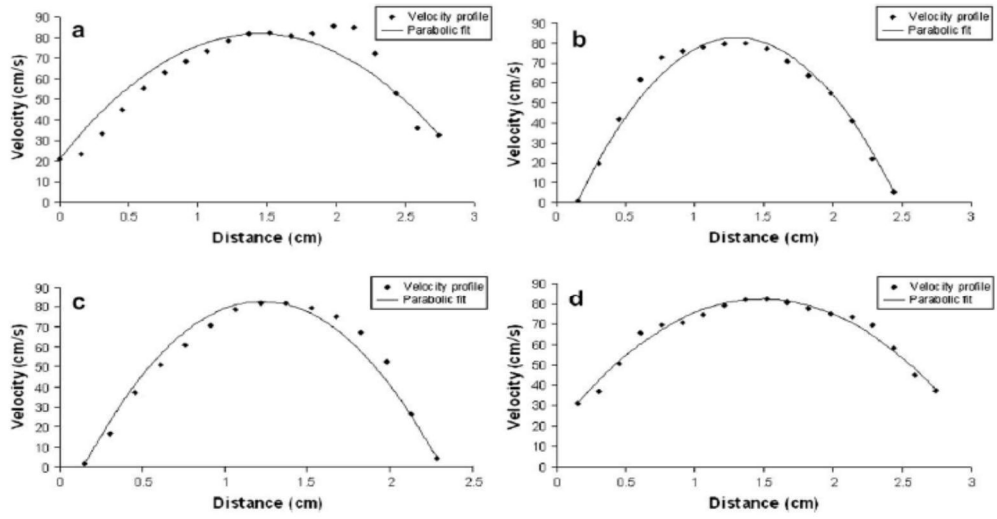 a
Velocity profile
Parabolic fit
90
80
70
60
50
40
30
20
10
0
Velocity (cm/s)
0 0.5 1 1.5 2 2.5 3
Distance (cm)
b
Velocity profile
Parabolic fit
90
80
70
60
50
40
30
20
10
0
Velocity (cm/s)
0 0.5 1 1.5 2 2.5 3
Distance (cm)
c
Velocity profile
Parabolic fit
90
80
70
60
50
40
30
20
10
0
Velocity (cm/s)
0 0.5 1 1.5 2 2.5
Distance (cm)
d
Velocity profile
Parabolic fit
90
80
70
60
50
40
30
20
10
0
Velocity (cm/s)
0 0.5 1 1.5 2 2.5 3
Distance (cm)